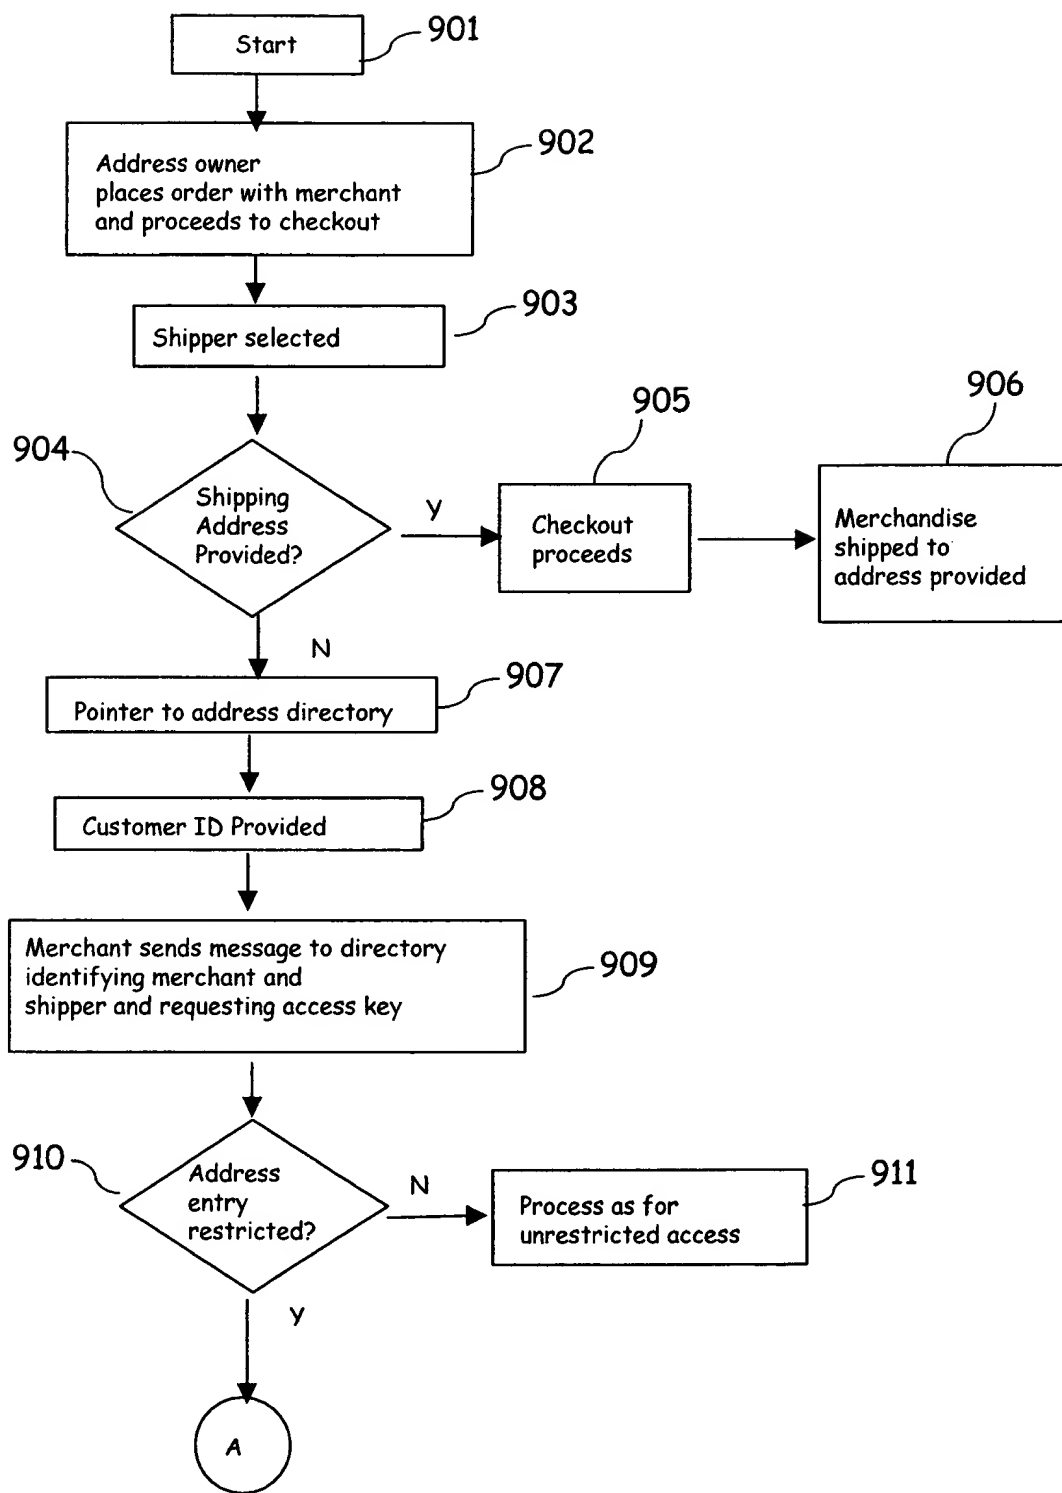 Start
901
Address owner
places order with merchant
and proceeds to checkout
902
Shipper selected
903
904
Shipping
Address
Provided?
Y
N
Checkout
proceeds
905
Merchandise
shipped to
address provided
906
Pointer to address directory
907
Customer ID Provided
908
Merchant sends message to directory
identifying merchant and
shipper and requesting access key
909
910
Address
entry
restricted?
N
Y
Process as for
unrestricted access
911
A